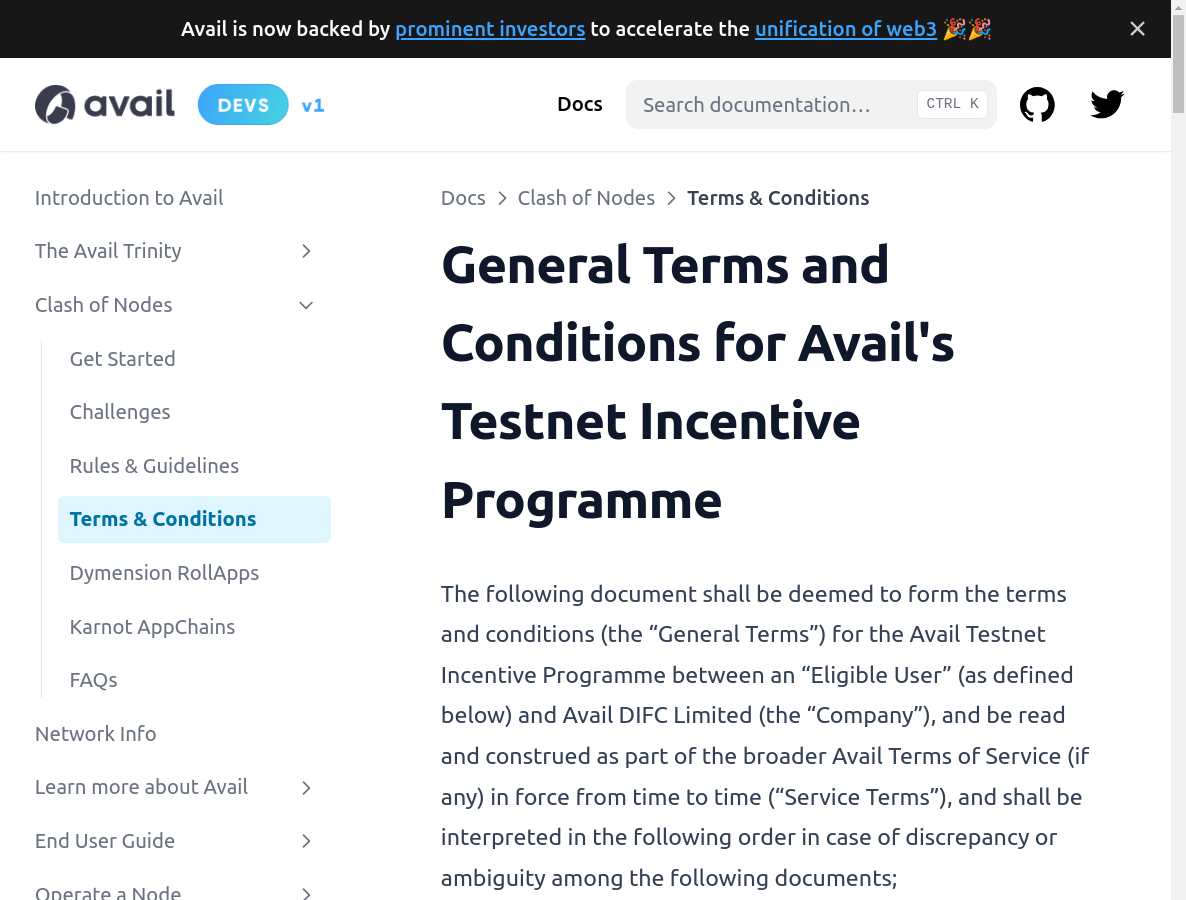 Avail is now backed by prominent investors to accelerate the unification of web3 🎉🎉
avail DEVS v1
Docs
Search documentation…
CTRL K
Introduction to Avail
The Avail Trinity
Clash of Nodes
Get Started
Challenges
Rules & Guidelines
Terms & Conditions
Dymension RollApps
Karnot AppChains
FAQs
Network Info
Learn more about Avail
End User Guide
Operate a Node
Docs > Clash of Nodes > Terms & Conditions
General Terms and
Conditions for Avail's
Testnet Incentive
Programme
The following document shall be deemed to form the terms
and conditions (the “General Terms”) for the Avail Testnet
Incentive Programme between an “Eligible User” (as defined
below) and Avail DIFC Limited (the “Company”), and be read
and construed as part of the broader Avail Terms of Service (if
any) in force from time to time (“Service Terms”), and shall be
interpreted in the following order in case of discrepancy or
ambiguity among the following documents;